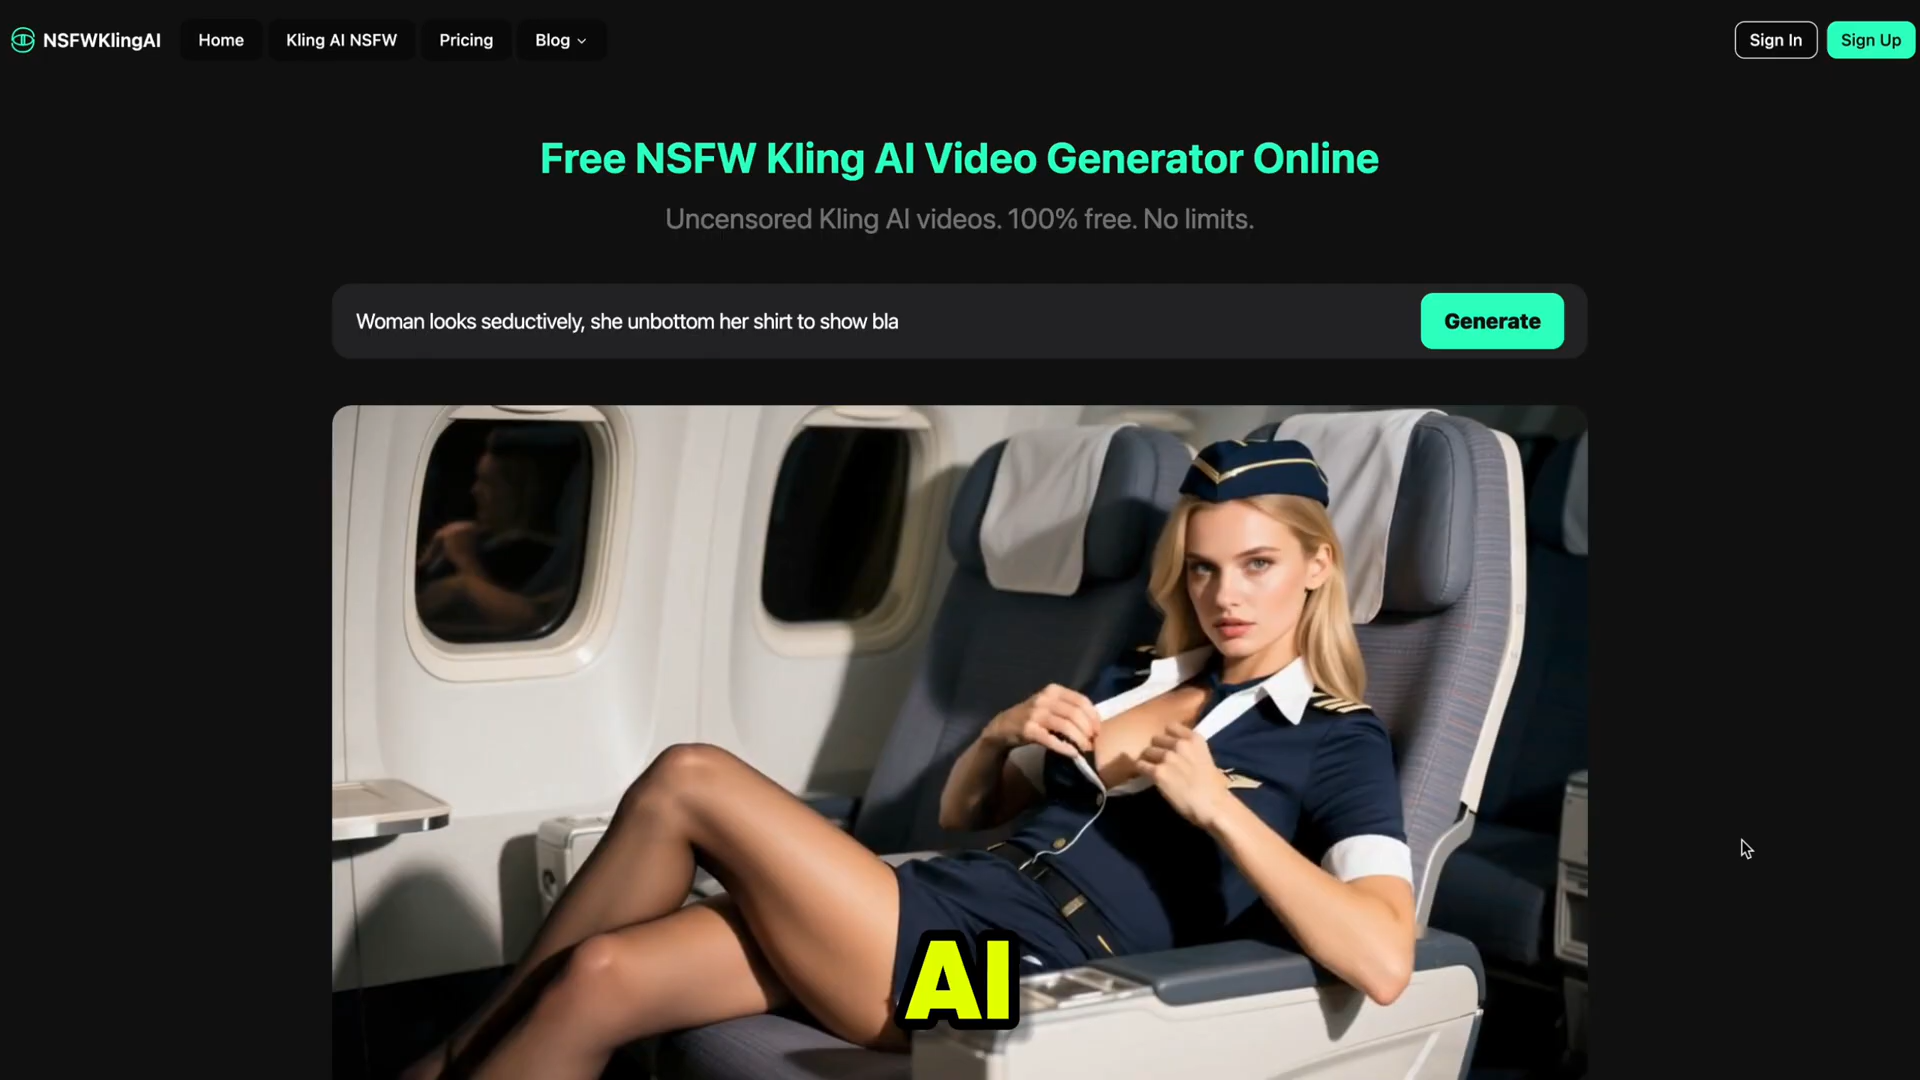 NSFWKlingAI
Home
Kling AI NSFW
Pricing
Blog
Sign In
Sign Up
Free NSFW Kling AI Video Generator Online
Uncensored Kling AI videos. 100% free. No limits.
Woman looks seductively, she unbottom her shirt to show bla
Generate
AI